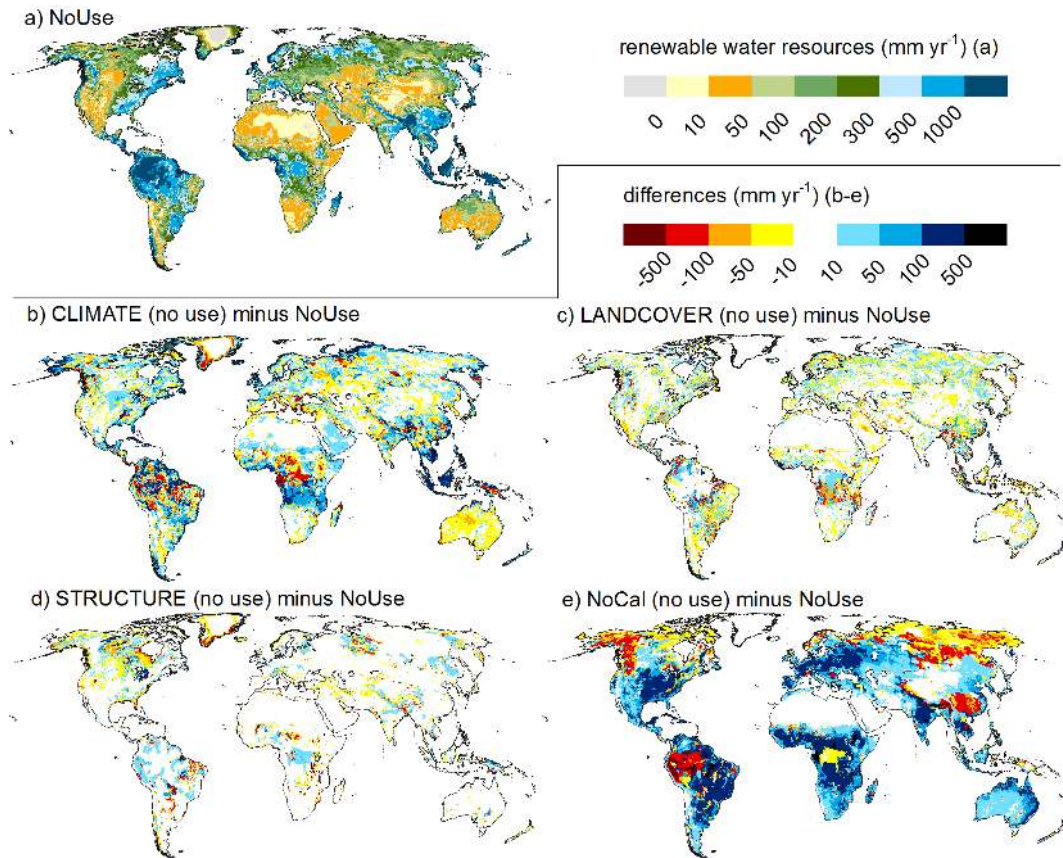 a) NoUse
renewable water resources (mm yr-1) (a)
0 10 50 100 200 300 500 1000
differences (mm yr-1) (b-e)
-500 -100 -50 -10 10 50 100 500
b) CLIMATE (no use) minus NoUse
c) LANDCOVER (no use) minus NoUse
d) STRUCTURE (no use) minus NoUse
e) NoCal (no use) minus NoUse